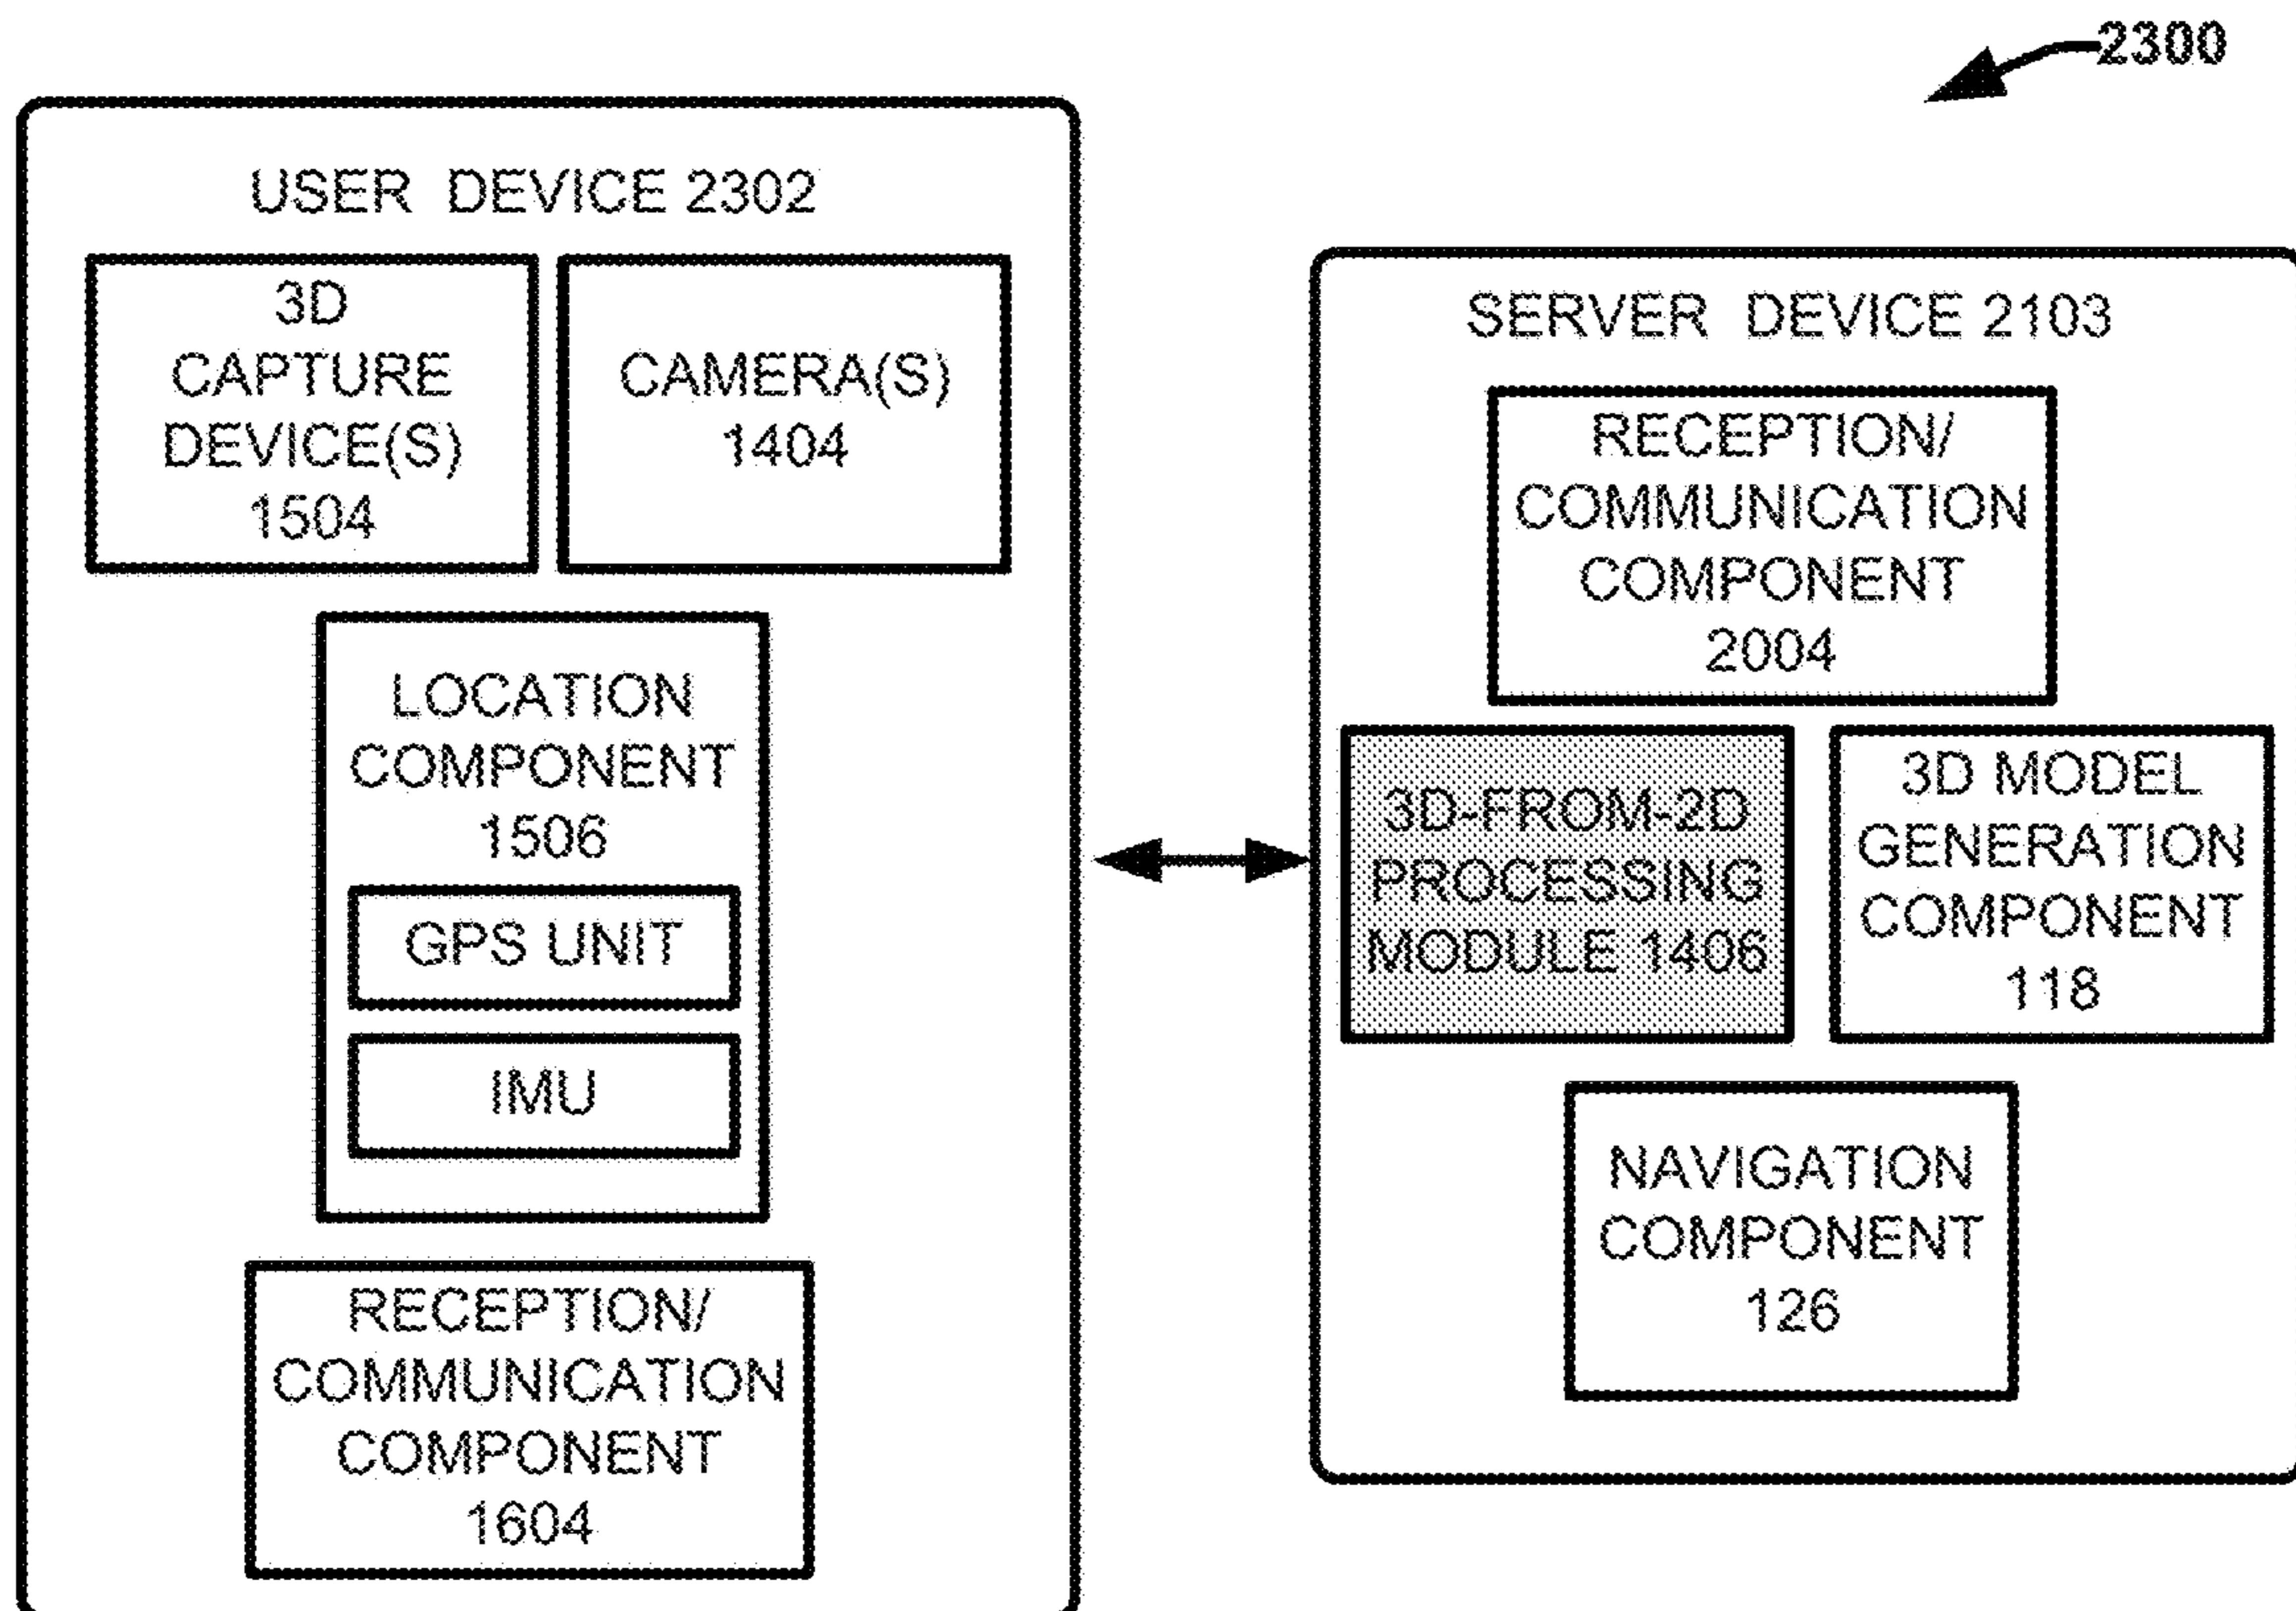 2300
USER DEVICE 2302
3D
CAPTURE
DEVICE(S)
1504
CAMERA(S)
1404
LOCATION
COMPONENT
1506
GPS UNIT
IMU
RECEPTION/
COMMUNICATION
COMPONENT
1604
SERVER DEVICE 2103
RECEPTION/
COMMUNICATION
COMPONENT
2004
3D-FROM-2D
PROCESSING
MODULE 1406
3D MODEL
GENERATION
COMPONENT
118
NAVIGATION
COMPONENT
126